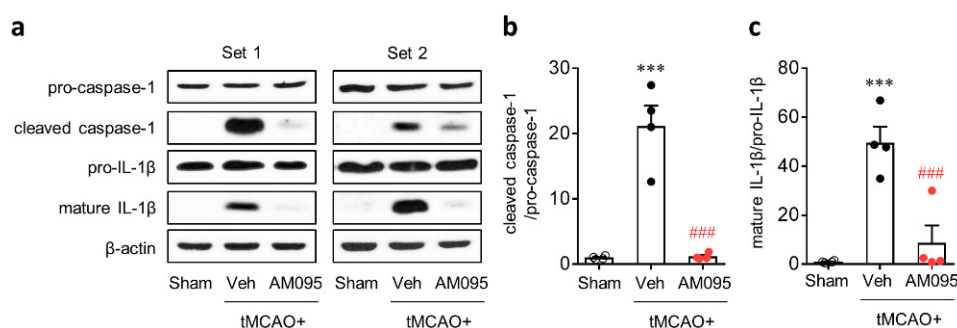 a
Set 1
Set 2
pro-caspase-1
cleaved caspase-1
pro-IL-1β
mature IL-1β
β-actin
Sham Veh AM095 Sham Veh AM095
tMCAO+ tMCAO+
b
cleaved caspase-1
/pro-caspase-1
30
20
10
0
***
###
Sham Veh AM095
tMCAO+
c
mature IL-1β/pro-IL-1β
80
60
40
20
0
***
###
Sham Veh AM095
tMCAO+